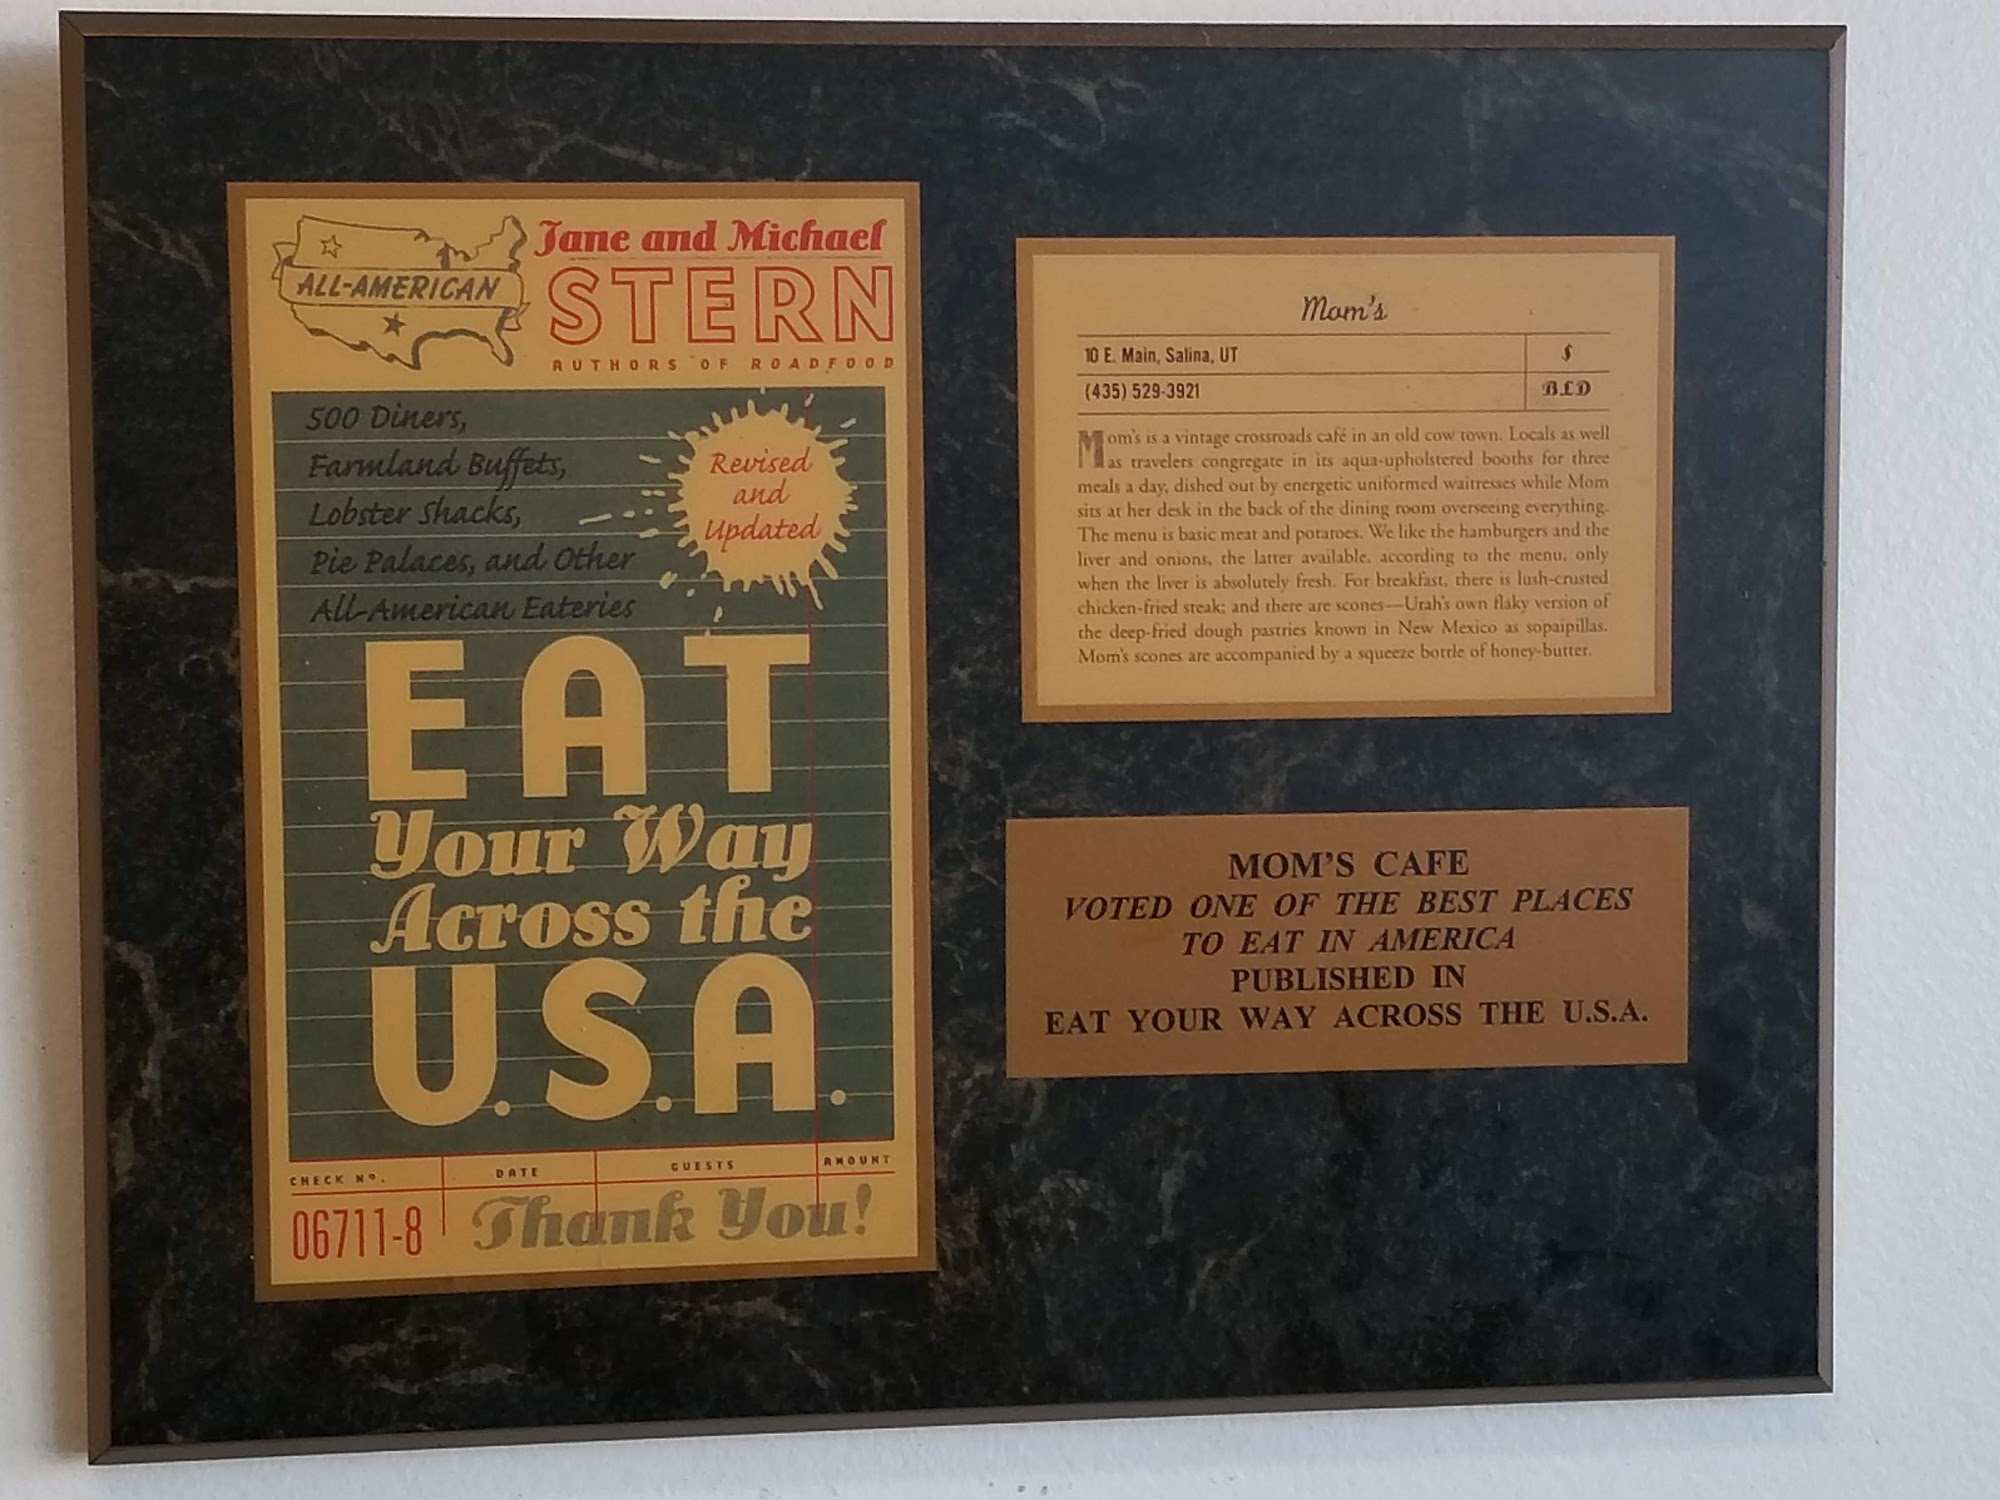 ALL-AMERICAN
Jane and Michael
STERN
AUTHORS OF ROADFOOD
500 Diners,
Farmland Buffets,
Lobster Shacks,
Pie Palaces, and Other
All-American Eateries
Revised
and
Updated
EAT
Your Way
Across the
U.S.A.
CHECK Nº. DATE GUESTS AMOUNT
06711-8 Thank You!
Mom's
10 E. Main, Salina, UT $
(435) 529-3921 BLD
Mom's is a vintage crossroads café in an old cow town. Locals as well
as travelers congregate in its aqua-upholstered booths for three
meals a day, dished out by energetic uniformed waitresses while Mom
sits at her desk in the back of the dining room overseeing everything.
The menu is basic meat and potatoes. We like the hamburgers and the
liver and onions, the latter available, according to the menu, only
when the liver is absolutely fresh. For breakfast, there is lush-crusted
chicken-fried steak; and there are scones—Utah's own flaky version of
the deep-fried dough pastries known in New Mexico as sopaipillas.
Mom's scones are accompanied by a squeeze bottle of honey-butter.
MOM'S CAFE
VOTED ONE OF THE BEST PLACES
TO EAT IN AMERICA
PUBLISHED IN
EAT YOUR WAY ACROSS THE U.S.A.